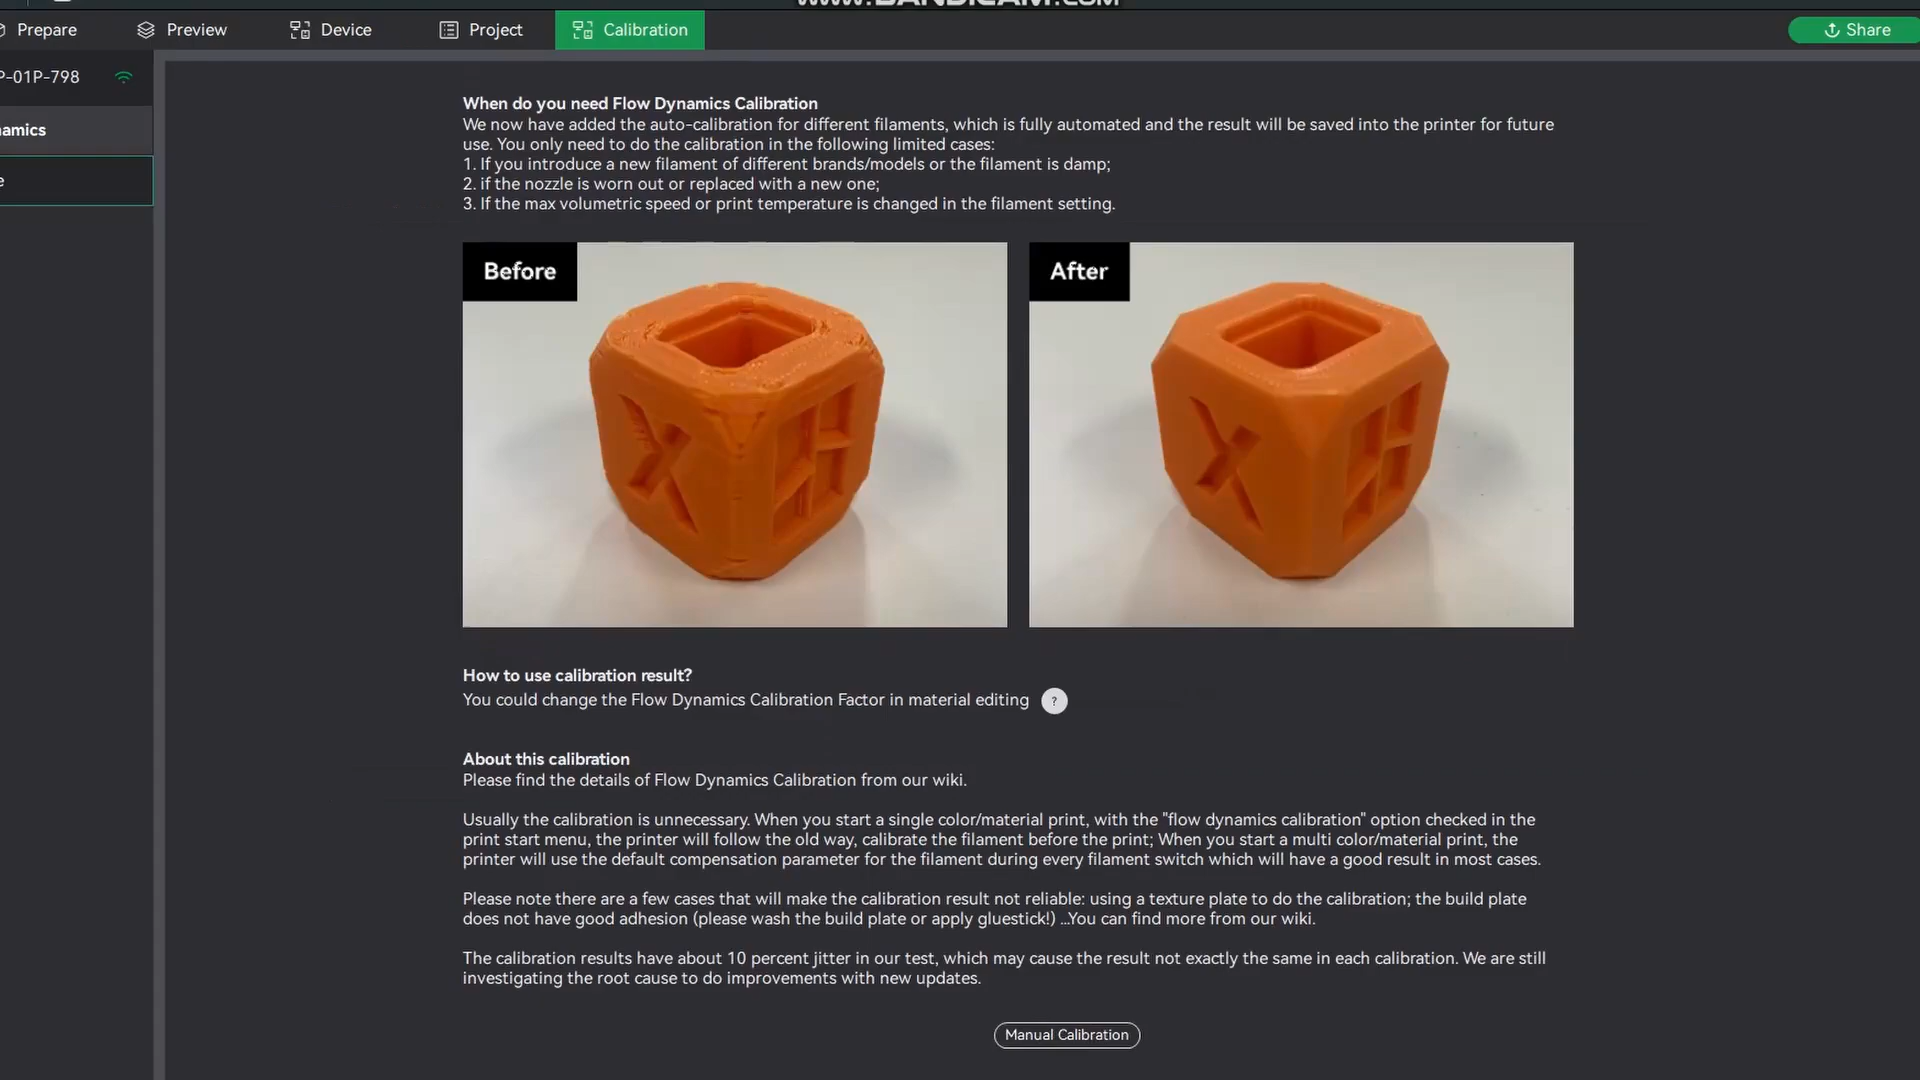 www.BANDICAM.com
Prepare
Preview
Device
Project
Calibration
Share
P-01P-798
amics
e
When do you need Flow Dynamics Calibration
We now have added the auto-calibration for different filaments, which is fully automated and the result will be saved into the printer for future
use. You only need to do the calibration in the following limited cases:
1. If you introduce a new filament of different brands/models or the filament is damp;
2. if the nozzle is worn out or replaced with a new one;
3. If the max volumetric speed or print temperature is changed in the filament setting.
Before
After
X
X
How to use calibration result?
You could change the Flow Dynamics Calibration Factor in material editing
?
About this calibration
Please find the details of Flow Dynamics Calibration from our wiki.
Usually the calibration is unnecessary. When you start a single color/material print, with the "flow dynamics calibration" option checked in the
print start menu, the printer will follow the old way, calibrate the filament before the print; When you start a multi color/material print, the
printer will use the default compensation parameter for the filament during every filament switch which will have a good result in most cases.
Please note there are a few cases that will make the calibration result not reliable: using a texture plate to do the calibration; the build plate
does not have good adhesion (please wash the build plate or apply gluestick!) ...You can find more from our wiki.
The calibration results have about 10 percent jitter in our test, which may cause the result not exactly the same in each calibration. We are still
investigating the root cause to do improvements with new updates.
Manual Calibration